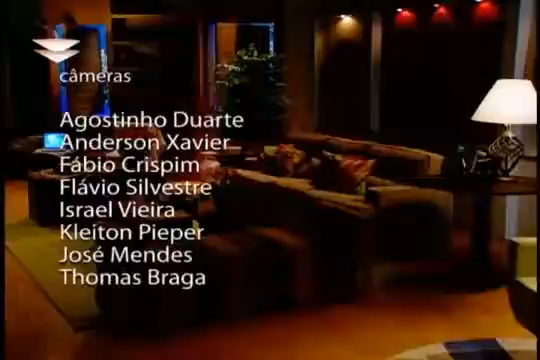 câmeras
Agostinho Duarte
Anderson Xavier
Fábio Crispim
Flávio Silvestre
Israel Vieira
Kleiton Pieper
José Mendes
Thomas Braga